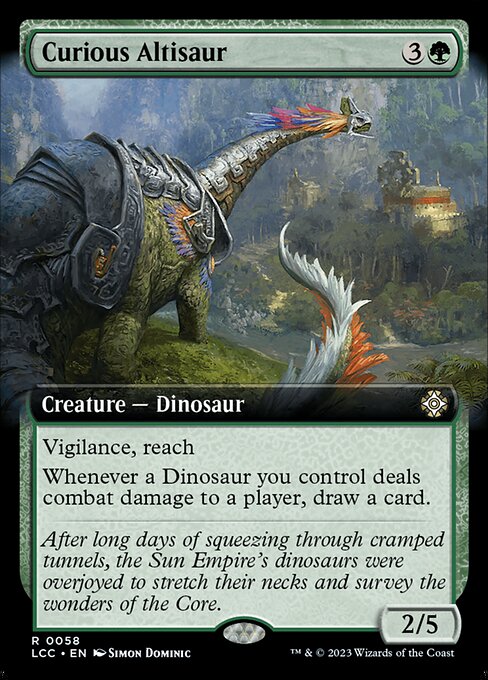 Curious Altisaur 3
Creature — Dinosaur
Vigilance, reach
Whenever a Dinosaur you control deals
combat damage to a player, draw a card.
After long days of squeezing through cramped
tunnels, the Sun Empire's dinosaurs were
overjoyed to stretch their necks and survey the
wonders of the Core.
2/5
R 0058
LCC • EN Simon Dominic
™ & © 2023 Wizards of the Coast